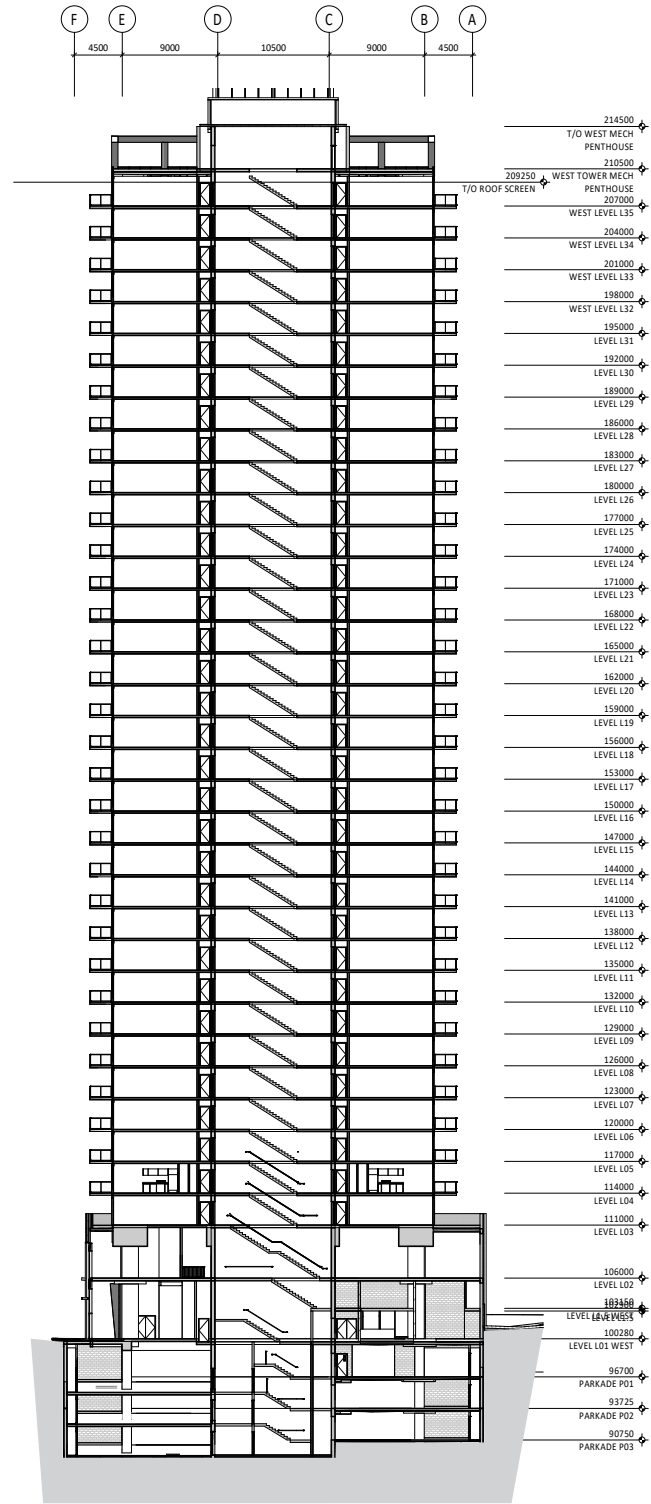 F E D C B A
4500 9000 10500 9000 4500
214500
T/O WEST MECH
PENTHOUSE
210500
WEST TOWER MECH
PENTHOUSE
209250
T/O ROOF SCREEN
207000
WEST LEVEL L35
204000
WEST LEVEL L34
201000
WEST LEVEL L33
198000
WEST LEVEL L32
195000
LEVEL L31
192000
LEVEL L30
189000
LEVEL L29
186000
LEVEL L28
183000
LEVEL L27
180000
LEVEL L26
177000
LEVEL L25
174000
LEVEL L24
171000
LEVEL L23
168000
LEVEL L22
165000
LEVEL L21
162000
LEVEL L20
159000
LEVEL L19
156000
LEVEL L18
153000
LEVEL L17
150000
LEVEL L16
147000
LEVEL L15
144000
LEVEL L14
141000
LEVEL L13
138000
LEVEL L12
135000
LEVEL L11
132000
LEVEL L10
129000
LEVEL L09
126000
LEVEL L08
123000
LEVEL L07
120000
LEVEL L06
117000
LEVEL L05
114000
LEVEL L04
111000
LEVEL L03
106000
LEVEL L02
103150
100280
LEVEL L01 WEST
96700
PARKADE P01
93725
PARKADE P02
90750
PARKADE P03